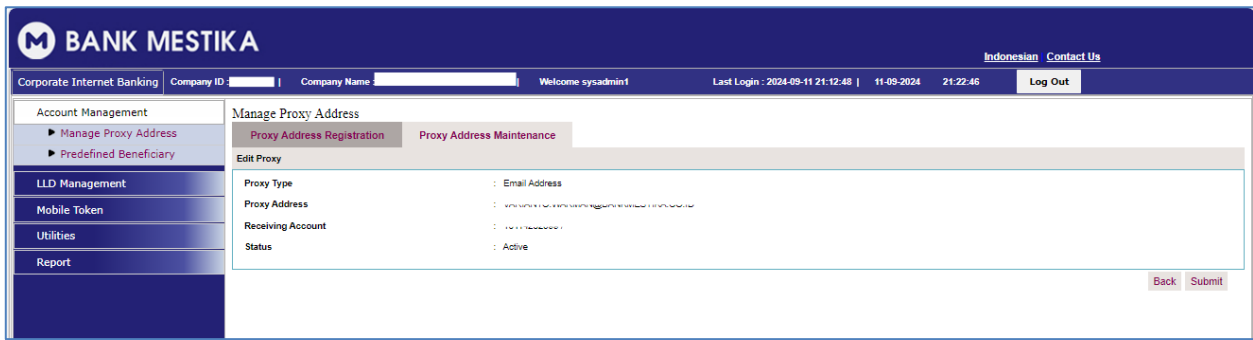 BANK MESTIKA
Indonesian Contact Us
Corporate Internet Banking Company ID : | Company Name : | Welcome sysadmin1 Last Login : 2024-09-11 21:12:48 | 11-09-2024 21:22:46 Log Out
Account Management
Manage Proxy Address
Predefined Beneficiary
LLD Management
Mobile Token
Utilities
Report
Manage Proxy Address
Proxy Address Registration Proxy Address Maintenance
Edit Proxy
Proxy Type : Email Address
Proxy Address :
Receiving Account :
Status : Active
Back Submit